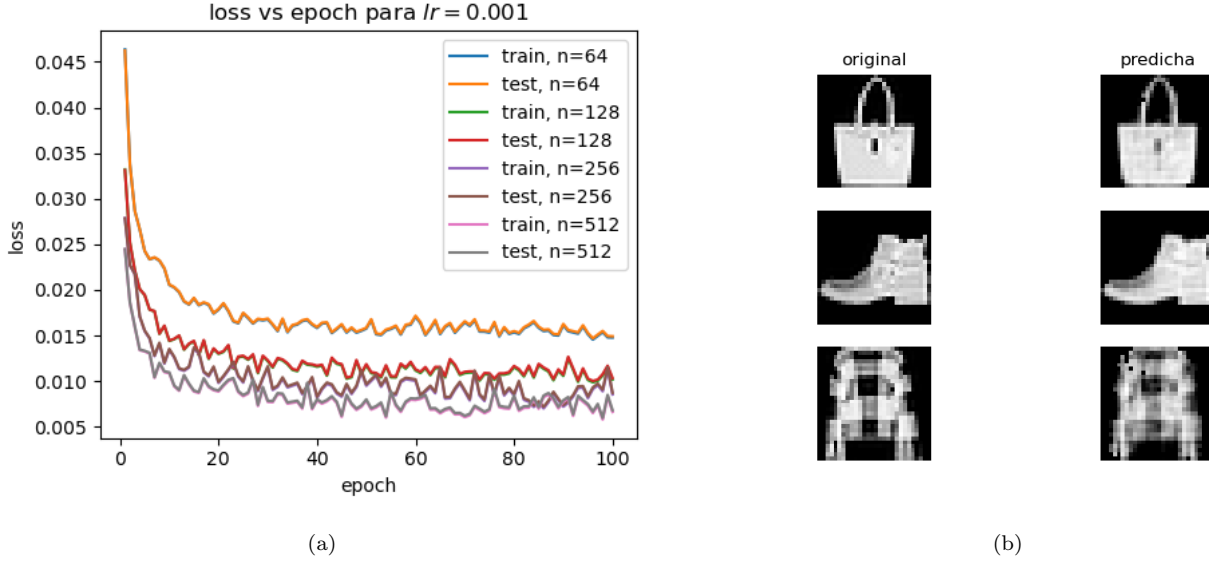 loss vs epoch para lr = 0.001
0.045
0.040
0.035
0.030
0.025
0.020
0.015
0.010
0.005
loss
train, n=64
test, n=64
train, n=128
test, n=128
train, n=256
test, n=256
train, n=512
test, n=512
0 20 40 60 80 100
epoch
(a)
original predicha
(b)